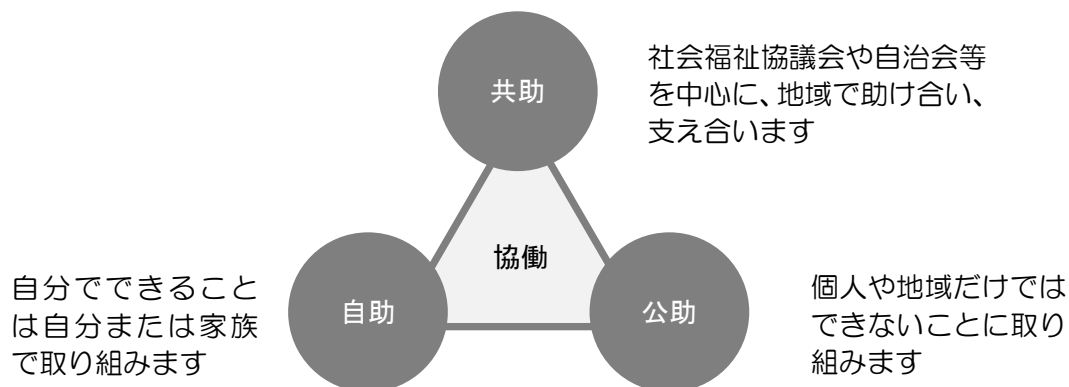 共助
社会福祉協議会や自治会等
を中心に、地域で助け合い、
支え合います
協働
自分でできること
は自分または家族
で取り組みます
自助
公助
個人や地域だけでは
できないことに取り
組みます